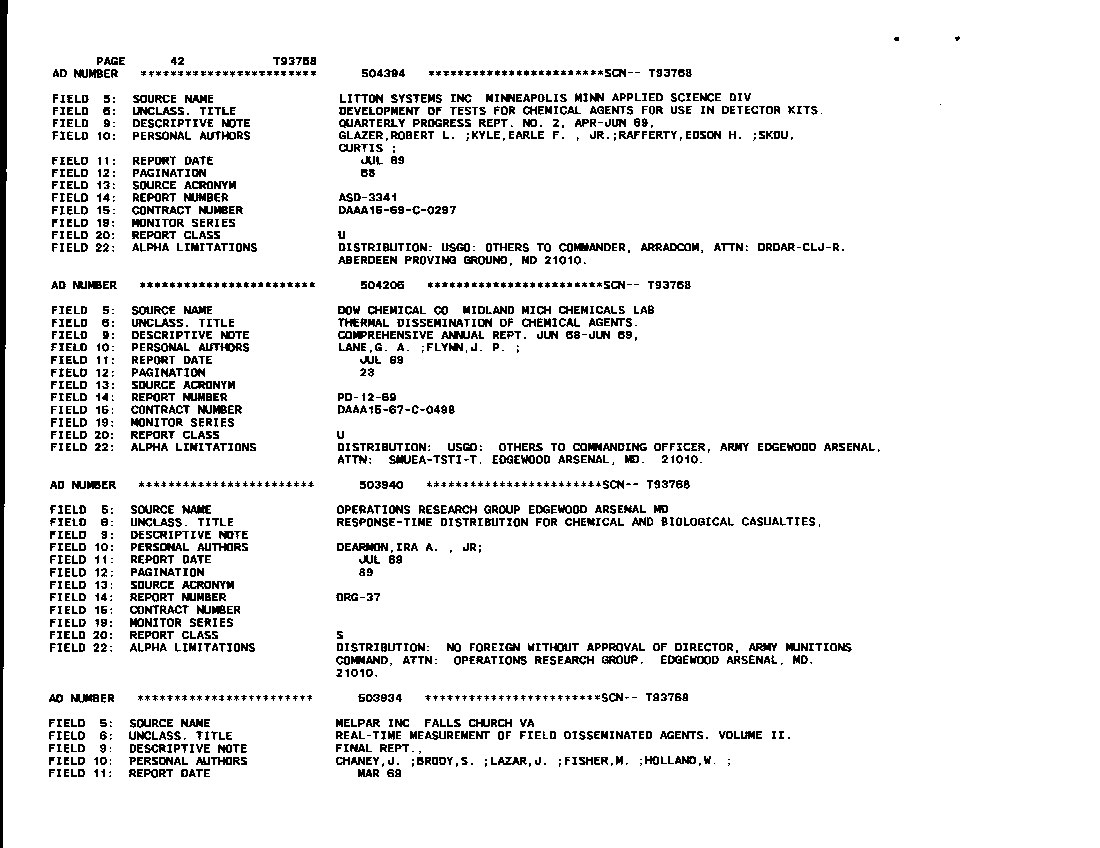 PAGE 42 T93768
AD NUMBER ************************ 504394 ************************SCN-- T93768
FIELD 5: SOURCE NAME LITTON SYSTEMS INC MINNEAPOLIS MINN APPLIED SCIENCE DIV
FIELD 6: UNCLASS. TITLE DEVELOPMENT OF TESTS FOR CHEMICAL AGENTS FOR USE IN DETECTOR KITS.
FIELD 9: DESCRIPTIVE NOTE QUARTERLY PROGRESS REPT. NO. 2, APR-JUN 69,
FIELD 10: PERSONAL AUTHORS GLAZER,ROBERT L. ;KYLE,EARLE F. , JR.;RAFFERTY,EDSON H. ;SKOU,
CURTIS ;
FIELD 11: REPORT DATE JUL 69
FIELD 12: PAGINATION 68
FIELD 13: SOURCE ACRONYM
FIELD 14: REPORT NUMBER ASD-3341
FIELD 15: CONTRACT NUMBER DAAA15-69-C-0297
FIELD 19: MONITOR SERIES
FIELD 20: REPORT CLASS U
FIELD 22: ALPHA LIMITATIONS DISTRIBUTION: USGO: OTHERS TO COMMANDER, ARRADCOM, ATTN: DRDAR-CLJ-R.
ABERDEEN PROVING GROUND, MD 21010.
AD NUMBER ************************ 504206 ************************SCN-- T93768
FIELD 5: SOURCE NAME DOW CHEMICAL CO MIDLAND MICH CHEMICALS LAB
FIELD 6: UNCLASS. TITLE THERMAL DISSEMINATION OF CHEMICAL AGENTS.
FIELD 9: DESCRIPTIVE NOTE COMPREHENSIVE ANNUAL REPT. JUN 68-JUN 69,
FIELD 10: PERSONAL AUTHORS LANE,G. A. ;FLYNN,J. P. ;
FIELD 11: REPORT DATE JUL 69
FIELD 12: PAGINATION 23
FIELD 13: SOURCE ACRONYM
FIELD 14: REPORT NUMBER PD-12-69
FIELD 15: CONTRACT NUMBER DAAA15-67-C-0498
FIELD 19: MONITOR SERIES
FIELD 20: REPORT CLASS U
FIELD 22: ALPHA LIMITATIONS DISTRIBUTION: USGO: OTHERS TO COMMANDING OFFICER, ARMY EDGEWOOD ARSENAL,
ATTN: SMUEA-TSTI-T. EDGEWOOD ARSENAL, MD. 21010.
AD NUMBER ************************ 503940 ************************SCN-- T93768
FIELD 5: SOURCE NAME OPERATIONS RESEARCH GROUP EDGEWOOD ARSENAL MD
FIELD 6: UNCLASS. TITLE RESPONSE-TIME DISTRIBUTION FOR CHEMICAL AND BIOLOGICAL CASUALTIES,
FIELD 9: DESCRIPTIVE NOTE
FIELD 10: PERSONAL AUTHORS DEARMON,IRA A. , JR;
FIELD 11: REPORT DATE JUL 69
FIELD 12: PAGINATION 89
FIELD 13: SOURCE ACRONYM
FIELD 14: REPORT NUMBER ORG-37
FIELD 15: CONTRACT NUMBER
FIELD 19: MONITOR SERIES
FIELD 20: REPORT CLASS S
FIELD 22: ALPHA LIMITATIONS DISTRIBUTION: NO FOREIGN WITHOUT APPROVAL OF DIRECTOR, ARMY MUNITIONS
COMMAND, ATTN: OPERATIONS RESEARCH GROUP. EDGEWOOD ARSENAL, MD.
21010.
AD NUMBER ************************ 503934 ************************SCN-- T93768
FIELD 5: SOURCE NAME MELPAR INC FALLS CHURCH VA
FIELD 6: UNCLASS. TITLE REAL-TIME MEASUREMENT OF FIELD DISSEMINATED AGENTS. VOLUME II.
FIELD 9: DESCRIPTIVE NOTE FINAL REPT.,
FIELD 10: PERSONAL AUTHORS CHANEY,J. ;BRODY,S. ;LAZAR,J. ;FISHER,M. ;HOLLAND,W. ;
FIELD 11: REPORT DATE MAR 69